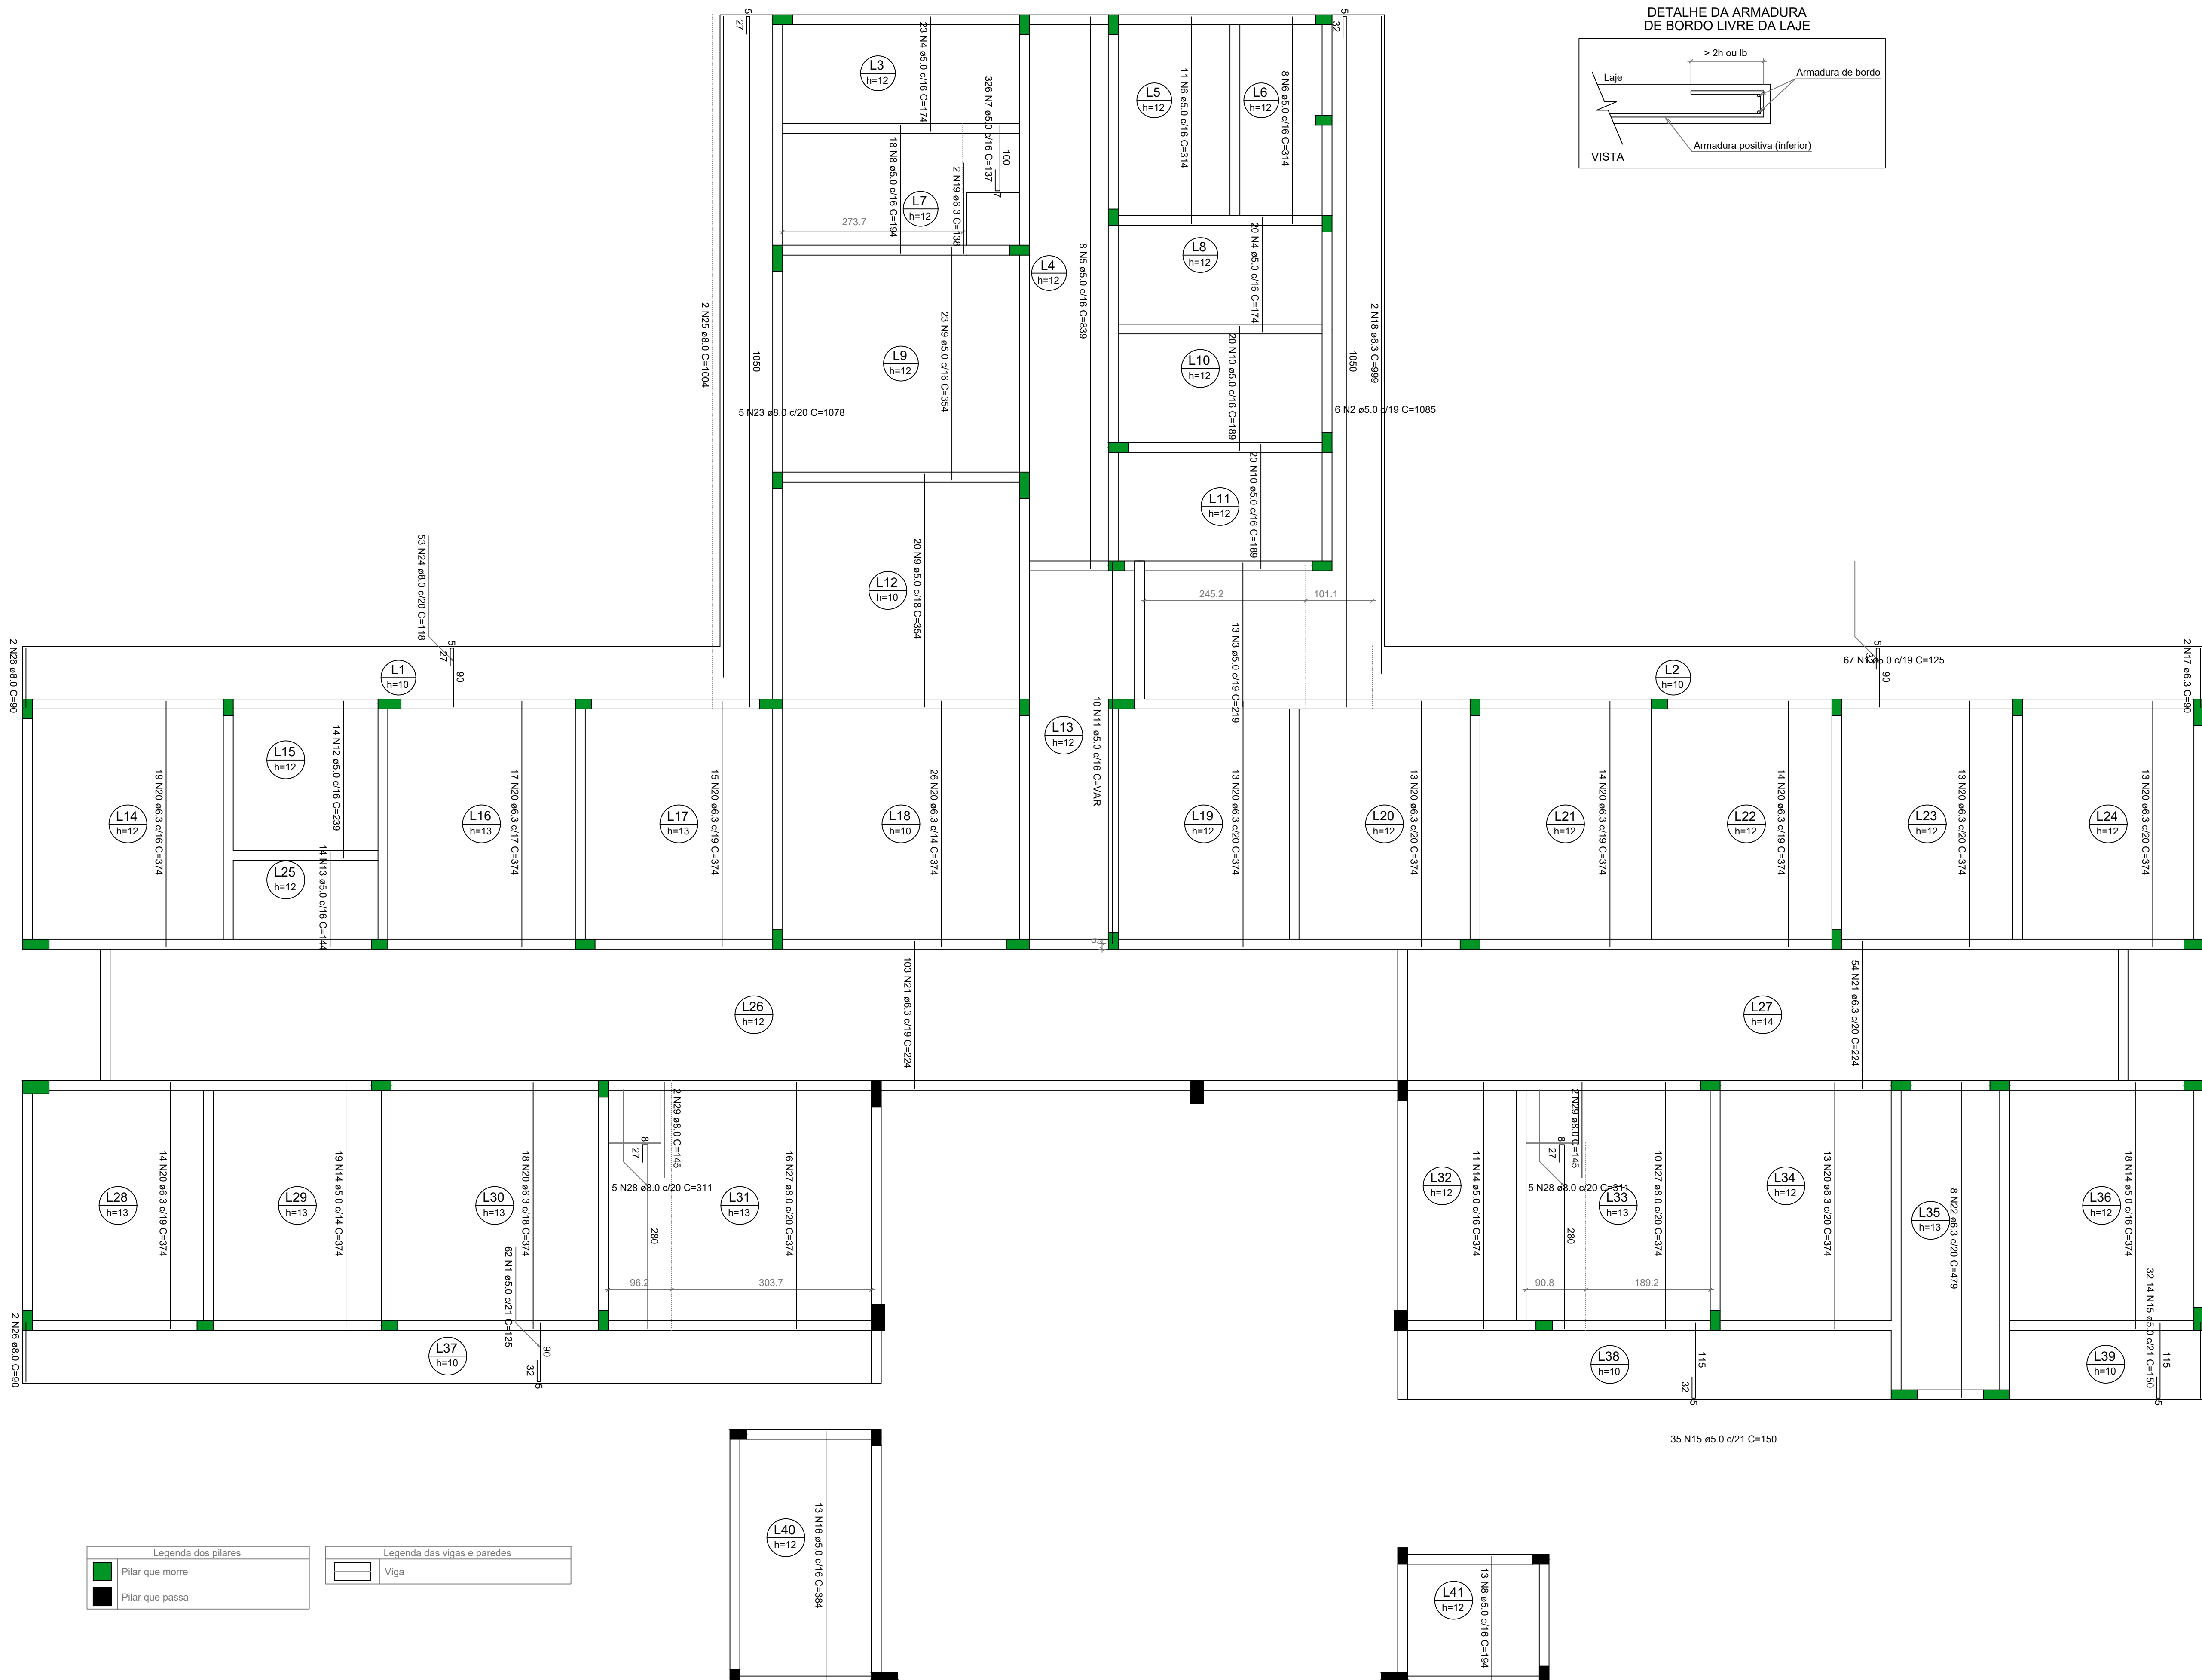 DETALHE DA ARMADURA
DE BORDO LIVRE DA LAJE
> 2h ou lb_
Laje
Armadura de bordo
Armadura positiva (inferior)
VISTA
5
27
5
32
L3
h=12
23 N4 ø5.0 c/16 C=174
100
7
L5
h=12
11 N6 ø5.0 c/16 C=314
L6
h=12
8 N6 ø5.0 c/16 C=314
18 N8 ø5.0 c/16 C=194
2 N19 ø6.3 C=138
L7
h=12
273.7
L4
h=12
8 N5 ø5.0 c/16 C=839
L8
h=12
20 N4 ø5.0 c/16 C=174
2 N25 ø8.0 C=1004
1050
5 N23 ø8.0 c/20 C=1078
L9
h=12
23 N9 ø5.0 c/16 C=354
L10
h=12
20 N10 ø5.0 c/16 C=189
1050
2 N18 ø6.3 C=999
6 N2 ø5.0 c/19 C=1085
L11
h=12
20 N10 ø5.0 c/16 C=189
L12
h=10
20 N9 ø5.0 c/18 C=354
245.2
101.1
13 N3 ø5.0 c/19 C=219
53 N24 ø8.0 c/20 C=118
5
27
90
2 N26 ø8.0 C=90
L1
h=10
L2
h=10
67 N1 ø5.0 c/19 C=125
5
90
2 N17 ø6.3 C=90
L13
h=12
10 N11 ø5.0 c/16 C=VAR
L14
h=12
19 N20 ø6.3 c/16 C=374
L15
h=12
14 N12 ø5.0 c/16 C=239
L25
h=12
14 N13 ø5.0 c/16 C=144
L16
h=13
17 N20 ø6.3 c/17 C=374
L17
h=13
15 N20 ø6.3 c/19 C=374
L18
h=10
26 N20 ø6.3 c/14 C=374
L19
h=12
13 N20 ø6.3 c/20 C=374
L20
h=12
13 N20 ø6.3 c/20 C=374
L21
h=12
14 N20 ø6.3 c/19 C=374
L22
h=12
14 N20 ø6.3 c/19 C=374
L23
h=12
13 N20 ø6.3 c/20 C=374
L24
h=12
13 N20 ø6.3 c/20 C=374
L26
h=12
103 N21 ø6.3 c/19 C=224
L27
h=14
54 N21 ø6.3 c/20 C=224
L28
h=13
14 N20 ø6.3 c/19 C=374
L29
h=13
19 N14 ø5.0 c/14 C=374
L30
h=13
18 N20 ø6.3 c/18 C=374
8
27
2 N29 ø8.0 C=145
5 N28 ø8.0 c/20 C=311
280
96.2
303.7
L31
h=13
16 N27 ø8.0 c/20 C=374
L32
h=12
11 N14 ø5.0 c/16 C=374
8
27
2 N29 ø8.0 C=145
5 N28 ø8.0 c/20 C=311
280
90.8
189.2
L33
h=13
10 N27 ø8.0 c/20 C=374
L34
h=12
13 N20 ø6.3 c/20 C=374
L35
h=13
8 N22 ø6.3 c/20 C=479
L36
h=12
18 N14 ø5.0 c/16 C=374
2 N26 ø8.0 C=90
L37
h=10
62 N1 ø5.0 c/21 C=125
90
32
5
L38
h=10
115
32
5
35 N15 ø5.0 c/21 C=150
L39
h=10
14 N15 ø5.0 c/21 C=150
115
32
5
L40
h=12
13 N16 ø5.0 c/16 C=384
L41
h=12
13 N8 ø5.0 c/16 C=194
Legenda dos pilares
Pilar que morre
Pilar que passa
Legenda das vigas e paredes
Viga